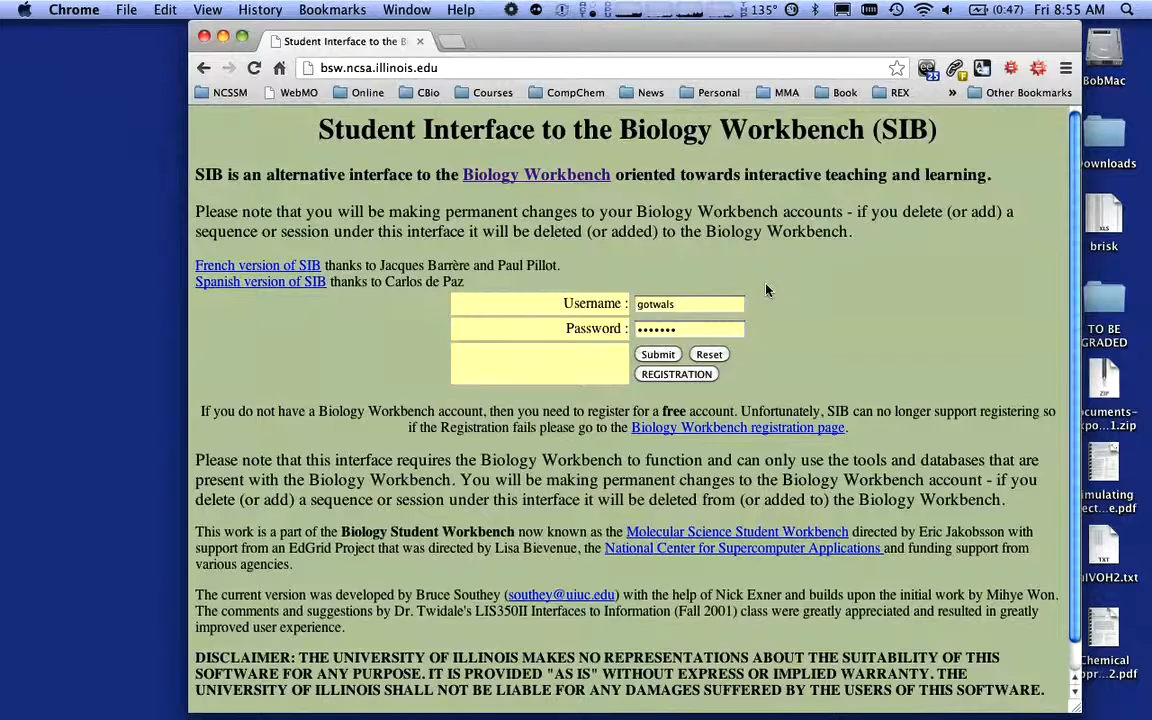 Chrome File Edit View History Bookmarks Window Help 135° (0:47) Fri 8:55 AM
Student Interface to the B
bsw.ncsa.illinois.edu
25
NCSSM WebMO Online CBio Courses CompChem News Personal MMA Book REX » Other Bookmarks
Student Interface to the Biology Workbench (SIB)
SIB is an alternative interface to the Biology Workbench oriented towards interactive teaching and learning.
Please note that you will be making permanent changes to your Biology Workbench accounts - if you delete (or add) a
sequence or session under this interface it will be deleted (or added) to the Biology Workbench.
French version of SIB thanks to Jacques Barrère and Paul Pillot.
Spanish version of SIB thanks to Carlos de Paz
Username : gotwals
Password : •••••••
Submit Reset
REGISTRATION
If you do not have a Biology Workbench account, then you need to register for a free account. Unfortunately, SIB can no longer support registering so
if the Registration fails please go to the Biology Workbench registration page.
Please note that this interface requires the Biology Workbench to function and can only use the tools and databases that are
present with the Biology Workbench. You will be making permanent changes to the Biology Workbench account - if you
delete (or add) a sequence or session under this interface it will be deleted from (or added to) the Biology Workbench.
This work is a part of the Biology Student Workbench now known as the Molecular Science Student Workbench directed by Eric Jakobsson with
support from an EdGrid Project that was directed by Lisa Bievenue, the National Center for Supercomputer Applications and funding support from
various agencies.
The current version was developed by Bruce Southey (southey@uiuc.edu) with the help of Nick Exner and builds upon the initial work by Mihye Won.
The comments and suggestions by Dr. Twidale's LIS350II Interfaces to Information (Fall 2001) class were greatly appreciated and resulted in greatly
improved user experience.
DISCLAIMER: THE UNIVERSITY OF ILLINOIS MAKES NO REPRESENTATIONS ABOUT THE SUITABILITY OF THIS
SOFTWARE FOR ANY PURPOSE. IT IS PROVIDED "AS IS" WITHOUT EXPRESS OR IMPLIED WARRANTY. THE
UNIVERSITY OF ILLINOIS SHALL NOT BE LIABLE FOR ANY DAMAGES SUFFERED BY THE USERS OF THIS SOFTWARE.
BobMac
ownloads
XLS
brisk
TO BE
GRADED
ZIP
ocuments-
xpo...1.zip
imulating
ect...e.pdf
TXT
ulVOH2.txt
Chemical
ppr...2.pdf